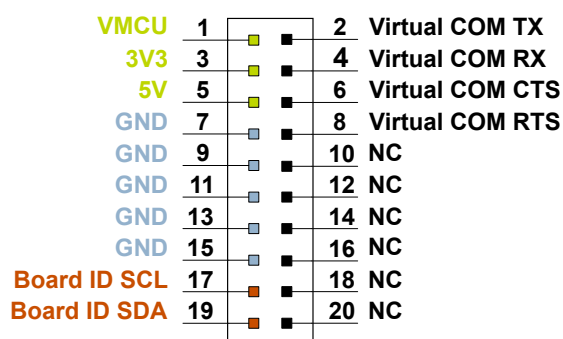 VMCU 1 2 Virtual COM TX
3V3 3 4 Virtual COM RX
5V 5 6 Virtual COM CTS
GND 7 8 Virtual COM RTS
GND 9 10 NC
GND 11 12 NC
GND 13 14 NC
GND 15 16 NC
Board ID SCL 17 18 NC
Board ID SDA 19 20 NC